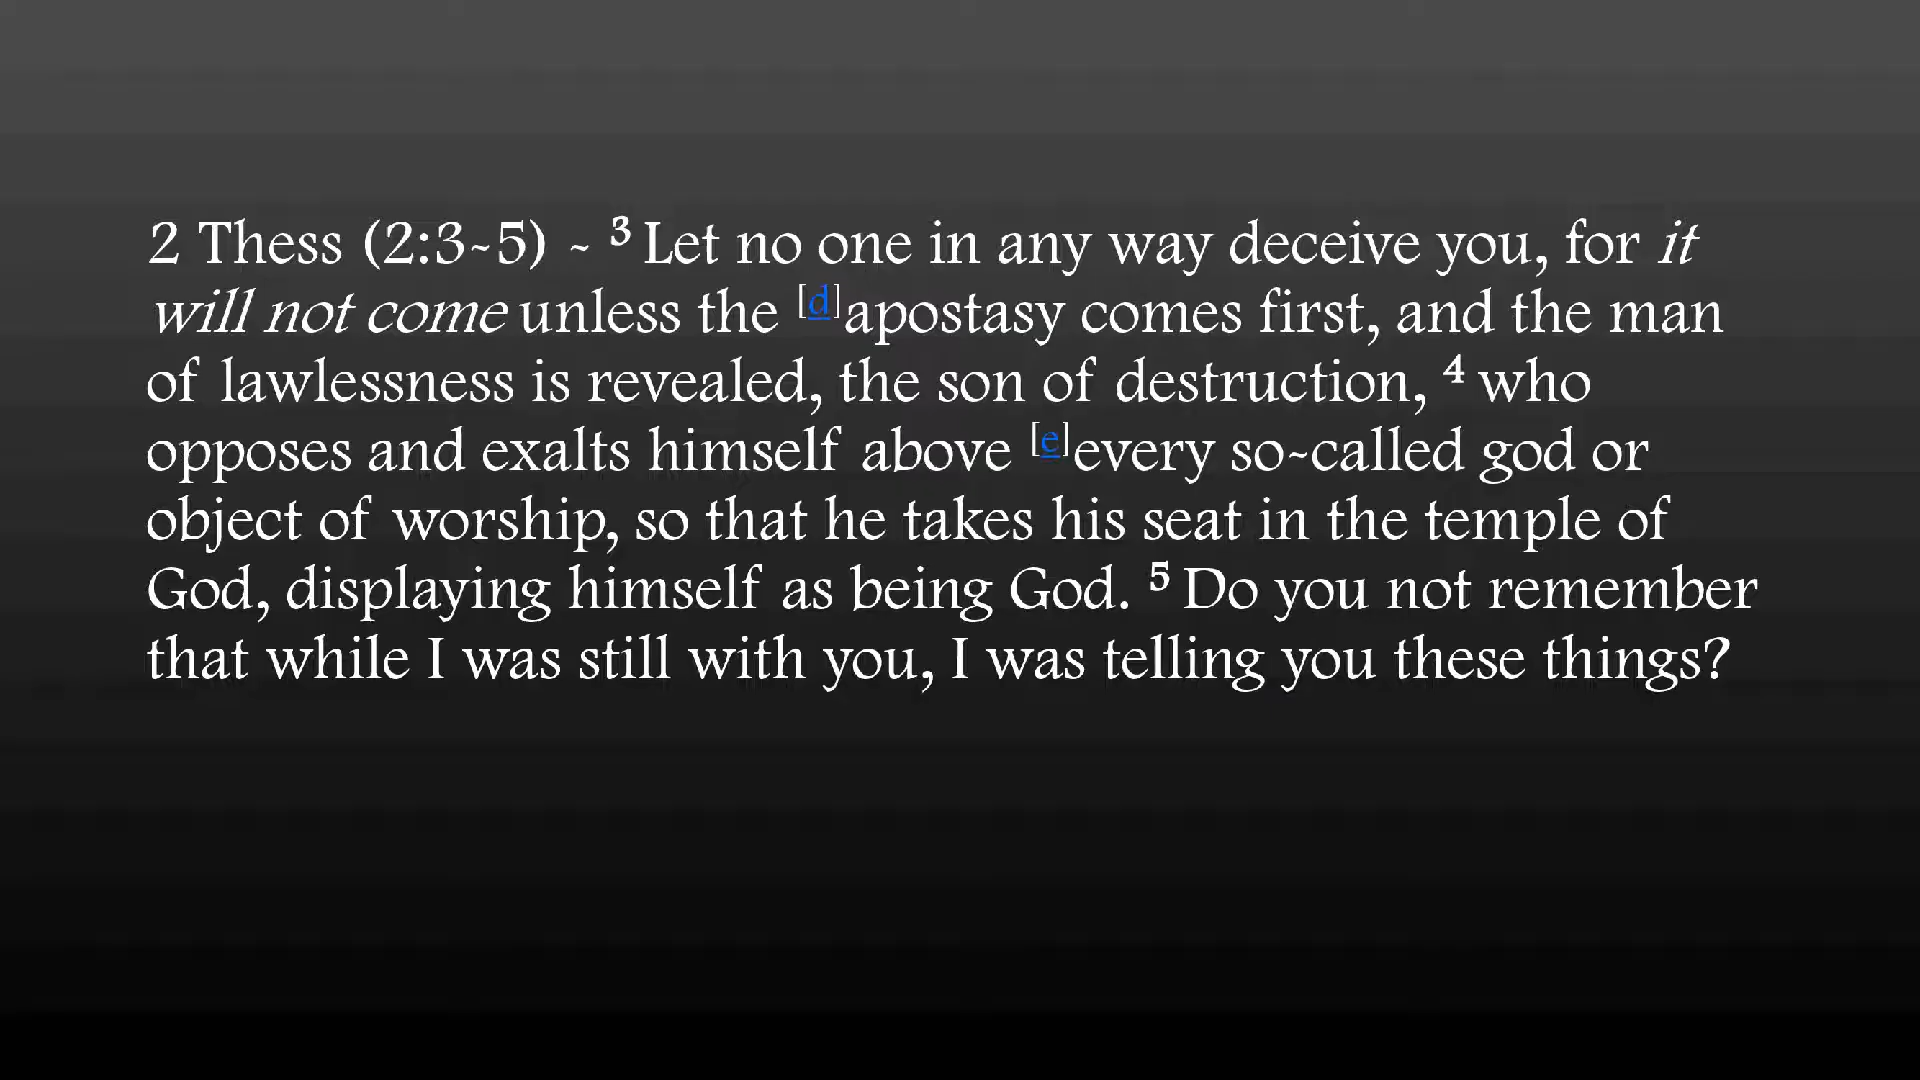 2 Thess (2:3-5) - ³ Let no one in any way deceive you, for it
will not come unless the [d]apostasy comes first, and the man
of lawlessness is revealed, the son of destruction, ⁴ who
opposes and exalts himself above [e]every so-called god or
object of worship, so that he takes his seat in the temple of
God, displaying himself as being God. ⁵ Do you not remember
that while I was still with you, I was telling you these things?